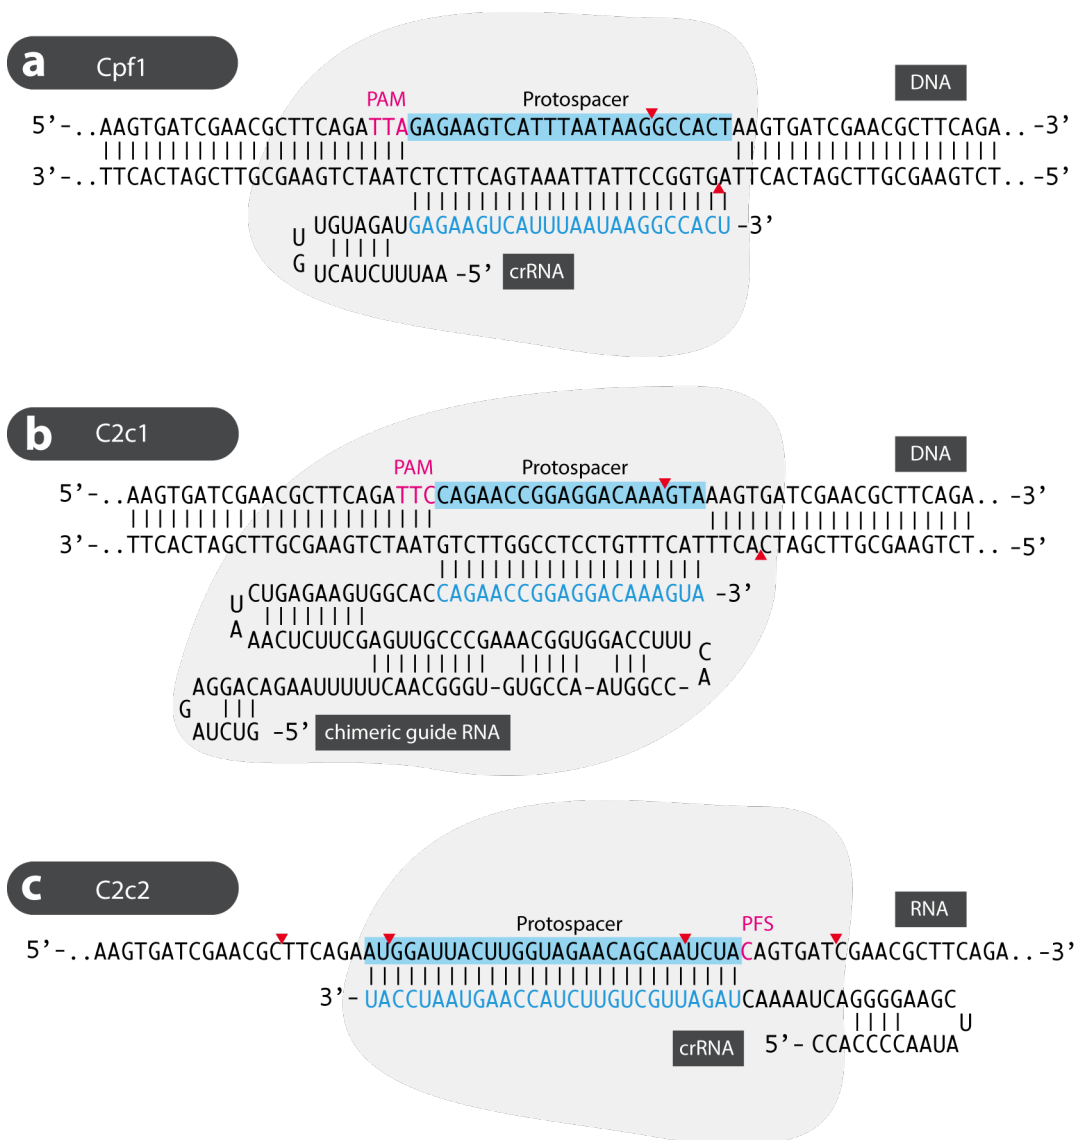 a Cpf1
DNA
PAM Protospacer
5’-..AAGTGATCGAACGCTTCAGATTAGAGAAGTCATTTAATAAGGCCACTAAGTGATCGAACGCTTCAGA..-3’
3’-..TTCACTAGCTTGCGAAGTCTAATCTCTTCAGTAAATTATTCCGGTGATTCACTAGCTTGCGAAGTCT..-5’
UGUAGAUGAGAAGUCAUUUAAUAAGGCCACU-3’
U
G
UCAUCUUUAA-5’ crRNA
b C2c1
DNA
PAM Protospacer
5’-..AAGTGATCGAACGCTTCAGATTCCAGAACCGGAGGACAAAGTAAAGTGATCGAACGCTTCAGA..-3’
3’-..TTCACTAGCTTGCGAAGTCTAATGTCTTGGCCTCCTGTTTCATTTCACTAGCTTGCGAAGTCT..-5’
CUGAGAAGUGGCACCAGAACCGGAGGACAAAGUA-3’
U
A
AACUCUUCGAGUUGCCCGAAACGGUGGACCUUU
C
A
AGGACAGAAUUUUUCAACGGGU-GUGCCA-AUGGCC-
G
AUCUG-5’ chimeric guide RNA
c C2c2
RNA
Protospacer PFS
5’-..AAGTGATCGAACGCTTCAGAAUGGAUUACUUGGUAGAACAGCAAUCUACAGTGATCGAACGCTTCAGA..-3’
3’-UACCUAAUGAACCAUCUUGUCGUUAGAUCAAAAUCAGGGGAAGC
U
crRNA 5’-CCACCCCAAUA